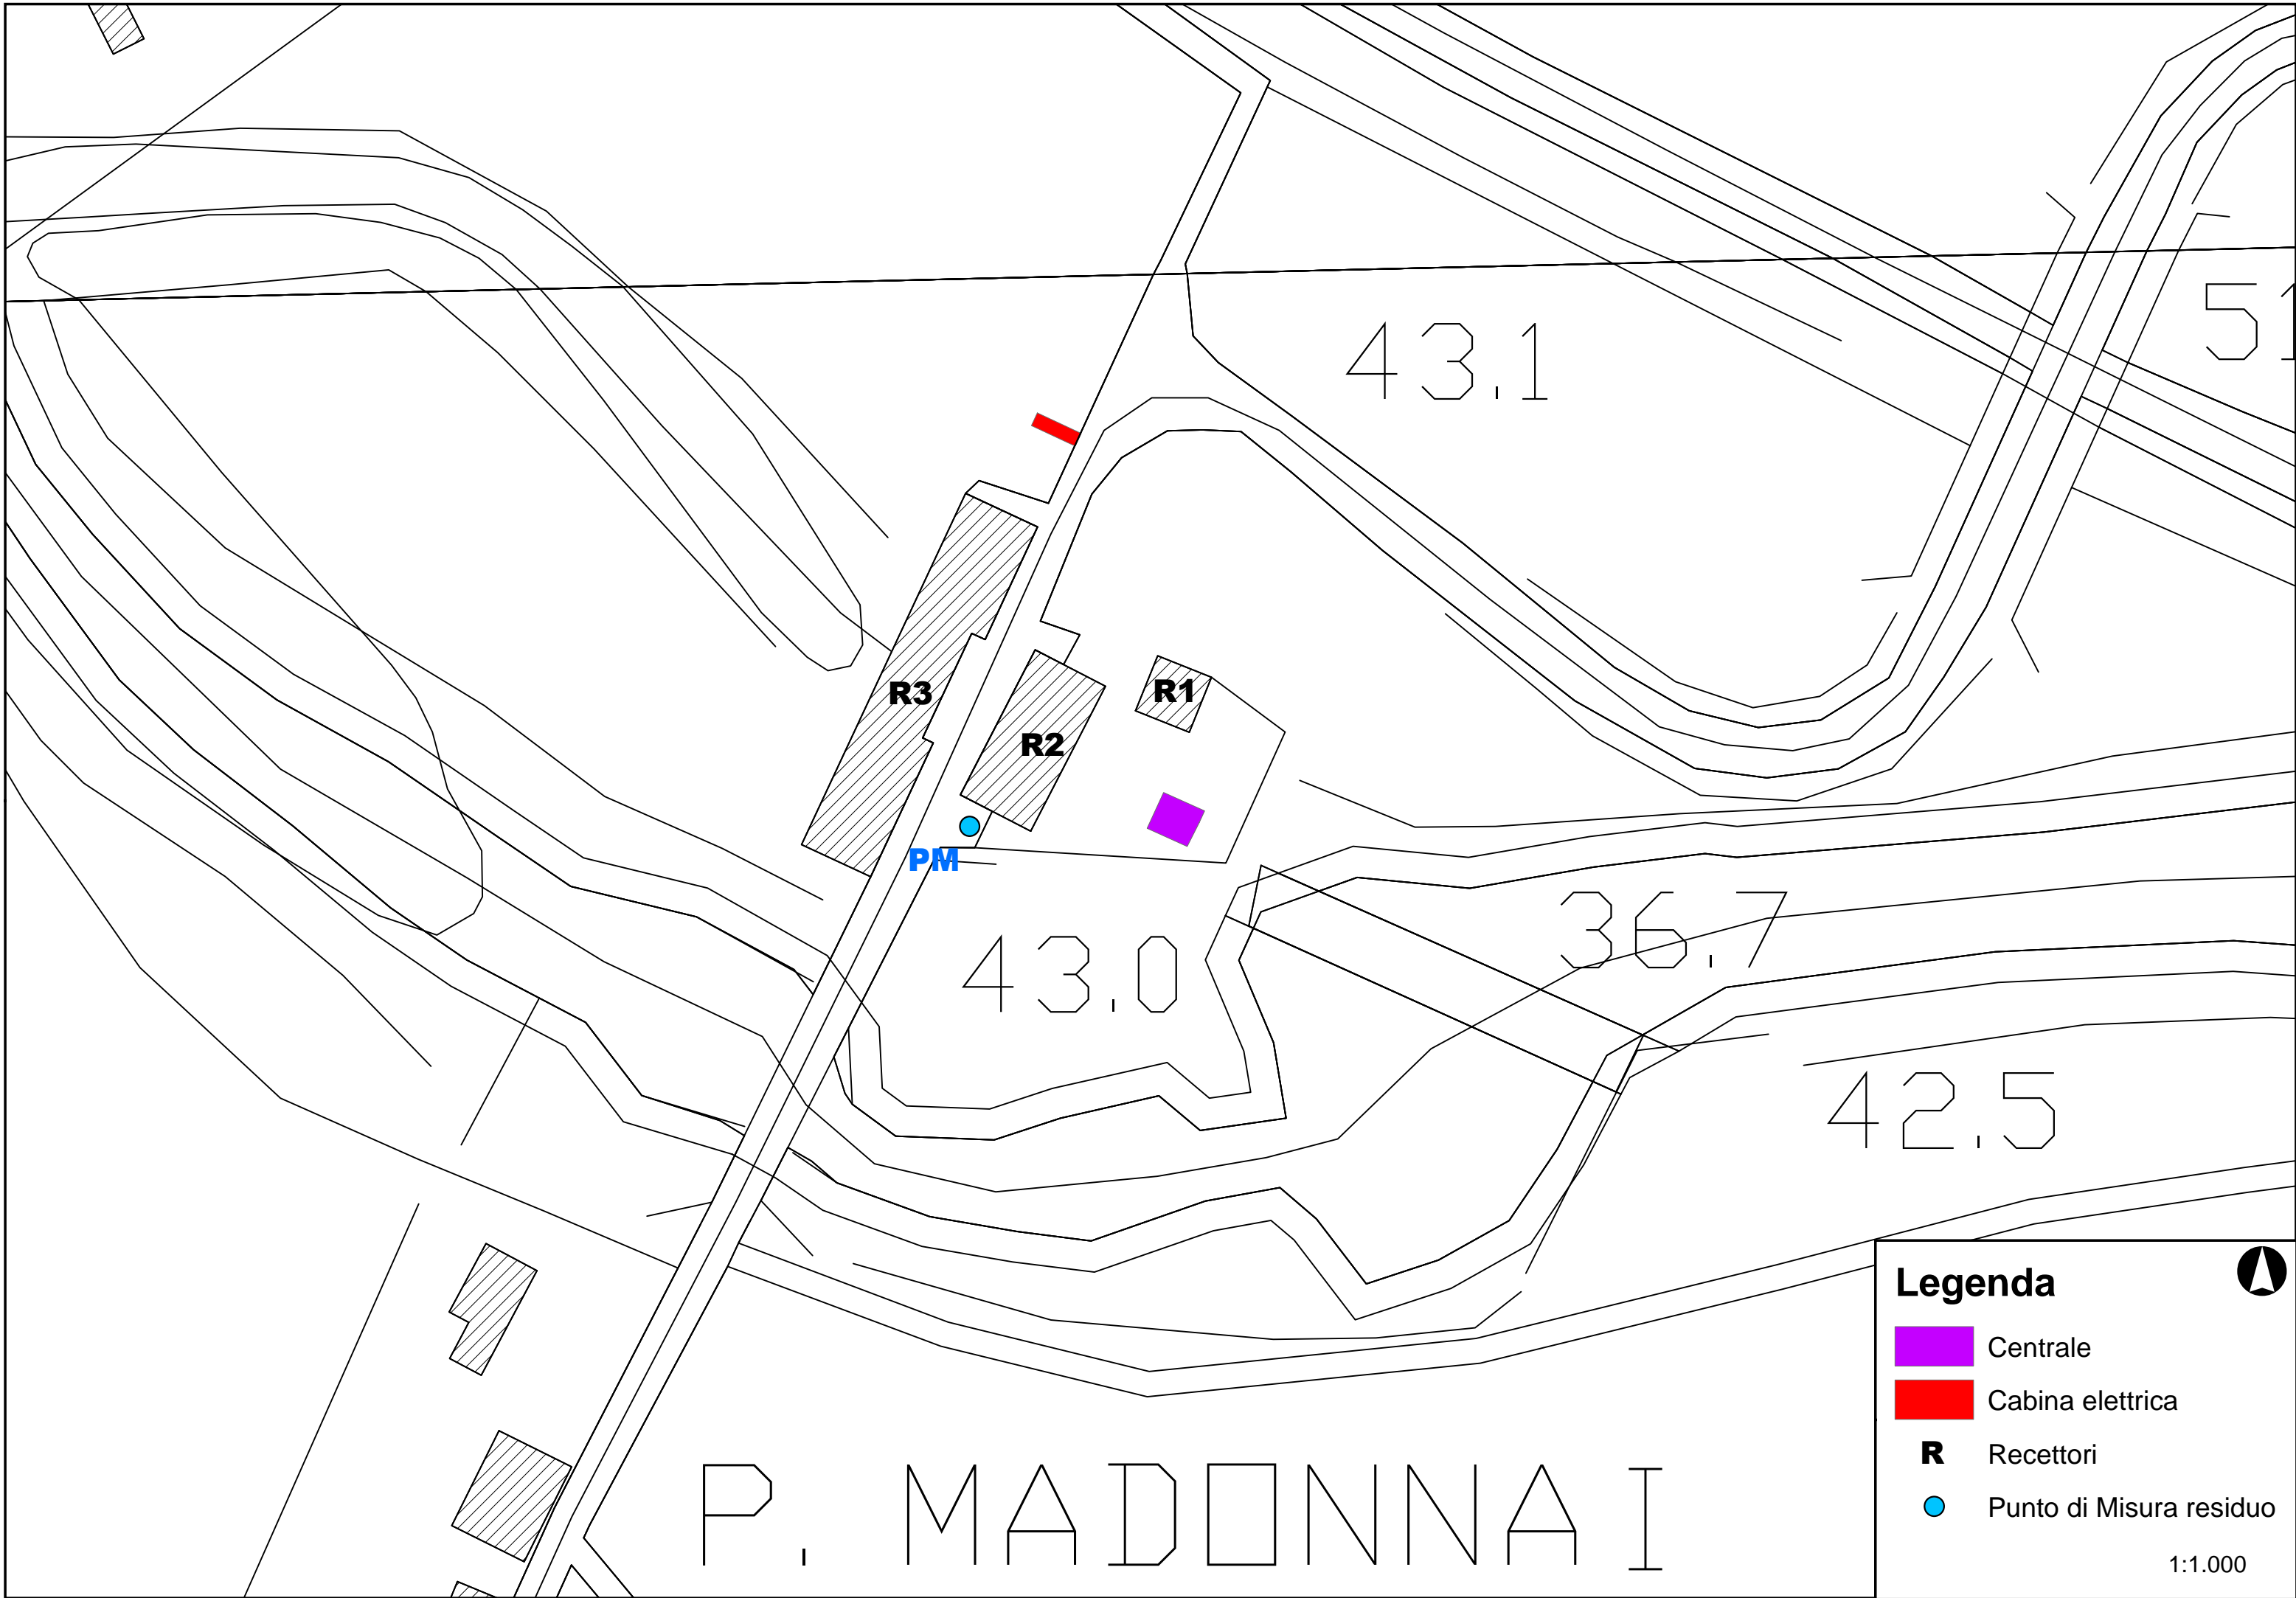 43,1
51
R3
R1
R2
PM
36,7
43,0
42,5
P. MADONNA I
Legenda
Centrale
Cabina elettrica
R Recettori
Punto di Misura residuo
1:1.000